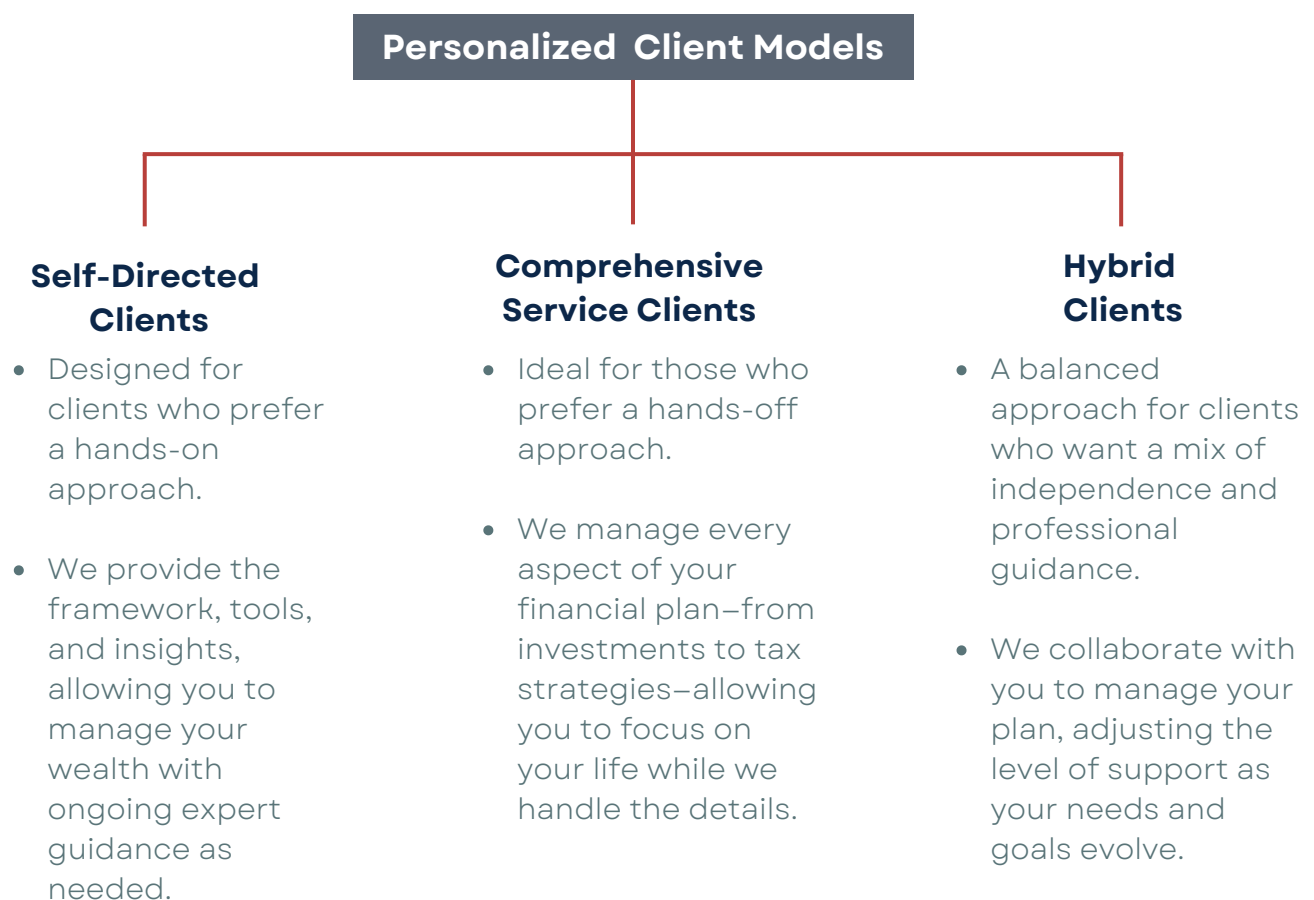 Personalized Client Models
Self-Directed
Clients
• Designed for
clients who prefer
a hands-on
approach.
• We provide the
framework, tools,
and insights,
allowing you to
manage your
wealth with
ongoing expert
guidance as
needed.
Comprehensive
Service Clients
• Ideal for those who
prefer a hands-off
approach.
• We manage every
aspect of your
financial plan—from
investments to tax
strategies—allowing
you to focus on
your life while we
handle the details.
Hybrid
Clients
• A balanced
approach for clients
who want a mix of
independence and
professional
guidance.
• We collaborate with
you to manage your
plan, adjusting the
level of support as
your needs and
goals evolve.